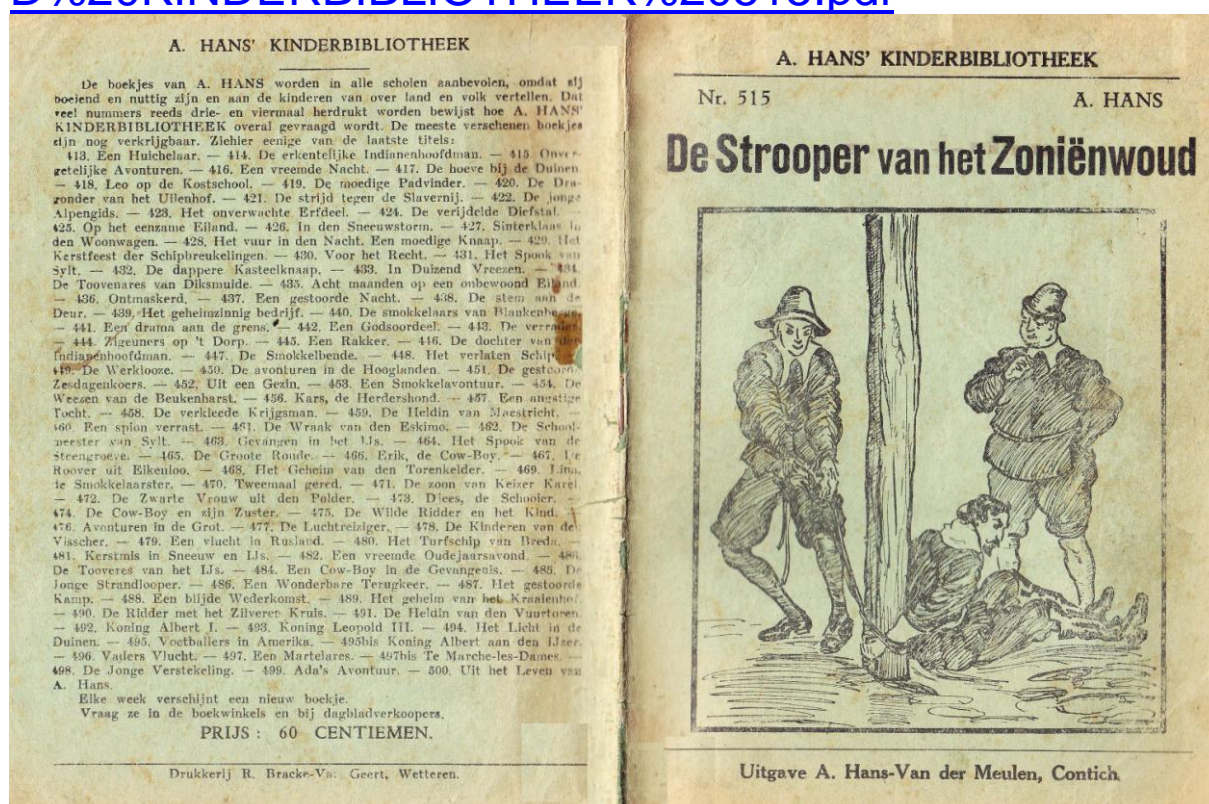 D%20KINDERBIBLIOTHEEK%20515.pdf
A. HANS' KINDERBIBLIOTHEEK
De boekjes van A. HANS worden in alle scholen aanbevolen, omdat zij
boeiend en nuttig zijn en aan de kinderen van over land en volk vertellen. Dat
veel nummers reeds drie- en viermaal herdrukt worden bewijst hoe A. HANS'
KINDERBIBLIOTHEEK overal gevraagd wordt. De meeste verschenen boekjes
zijn nog verkrijgbaar. Ziehier eenige van de laatste titels:
413. Een Huichelaar. — 414. De erkentelijke Indianenhoofdman. — 415. Onver-
getelijke Avonturen. — 416. Een vreemde Nacht. — 417. De hoeve bij de Duinen.
— 418. Leo op de Kostschool. — 419. De moedige Padvinder. — 420. De Dra-
gonder van het Uilenhof. — 421. De strijd tegen de Slavernij. — 422. De jonge
Alpengids. — 423. Het onverwachte Erfdeel. — 424. De verijdelde Diefstal. —
425. Op het eenzame Eiland. — 426. In den Sneeuwstorm. — 427. Sinterklaas in
den Woonwagen. — 428. Het vuur in den Nacht. Een moedige Knaap. — 429. Het
Kerstfeest der Schipbreukelingen. — 430. Voor het Recht. — 431. Het Spook van
Sylt. — 432. De dappere Kasteelknaap. — 433. In Duizend Vreezen. — 434.
De Toovenares van Diksmuide. — 435. Acht maanden op een onbewoond Eiland.
— 436. Ontmaskerd. — 437. Een gestoorde Nacht. — 438. De stem aan de
Deur. — 439. Het geheimzinnig bedrijf. — 440. De smokkelaars van Blankenberge.
— 441. Een drama aan de grens. — 442. Een Godsoordeel. — 443. De verrader.
— 444. Zigeuners op 't Dorp. — 445. Een Rakker. — 446. De dochter van den
Indianenhoofdman. — 447. De Smokkelbende. — 448. Het verlaten Schip.
449. De Werklooze. — 450. De avonturen in de Hooglanden. — 451. De gestoorde
Zesdagenkoers. — 452. Uit een Gezin. — 453. Een Smokkelavontuur. — 454. De
Weezen van de Beukenharst. — 456. Kars, de Herdershond. — 457. Een angstige
Tocht. — 458. De verkleede Krijgsman. — 459. De Heldin van Maestricht. —
460. Een spion verrast. — 461. De Wraak van den Eskimo. — 462. De School-
meester van Sylt. — 463. Gevangen in het IJs. — 464. Het Spook van de
Steengroeve. — 465. De Groote Ronde. — 466. Erik, de Cow-Boy. — 467. De
Roover uit Eikenloo. — 468. Het Geheim van den Torenkelder. — 469. Lina,
de Smokkelaarster. — 470. Tweemaal gered. — 471. De zoon van Keizer Karel.
— 472. De Zwarte Vrouw uit den Polder. — 473. Dries, de Schooler. —
474. De Cow-Boy en zijn Zuster. — 475. De Wilde Ridder en het Kind. —
476. Avonturen in de Grot. — 477. De Luchtreiziger. — 478. De Kinderen van den
Visscher. — 479. Een vlucht in Rusland. — 480. Het Turfschip van Breda. —
481. Kerstmis in Sneeuw en IJs. — 482. Een vreemde Oudejaarsavond. — 483.
De Tooveres van het IJs. — 484. Een Cow-Boy in de Gevangenis. — 485. De
Jonge Strandlooper. — 486. Een Wonderbare Terugkeer. — 487. Het gestoorde
Kamp. — 488. Een blijde Wederkomst. — 489. Het geheim van het Kraaienhof.
— 490. De Ridder met het Zilveren Kruis. — 491. De Heldin van den Vuurtoren.
— 492. Koning Albert I. — 493. Koning Leopold III. — 494. Het Licht in de
Duinen. — 495. Voetballers in Amerika. — 495bis Koning Albert aan den IJzer.
— 496. Vaders Vlucht. — 497. Een Martelares. — 497bis Te Marche-les-Dames. —
498. De Jonge Verstekeling. — 499. Ada's Avontuur. — 500. Uit het Leven van
A. Hans.
Elke week verschijnt een nieuw boekje.
Vraag ze in de boekwinkels en bij dagbladverkoopers.
PRIJS : 60 CENTIEMEN.
Drukkerij R. Bracke-Van Geert, Wetteren.
A. HANS' KINDERBIBLIOTHEEK
Nr. 515 A. HANS
De Strooper van het Zoniënwoud
Uitgave A. Hans-Van der Meulen, Contich.